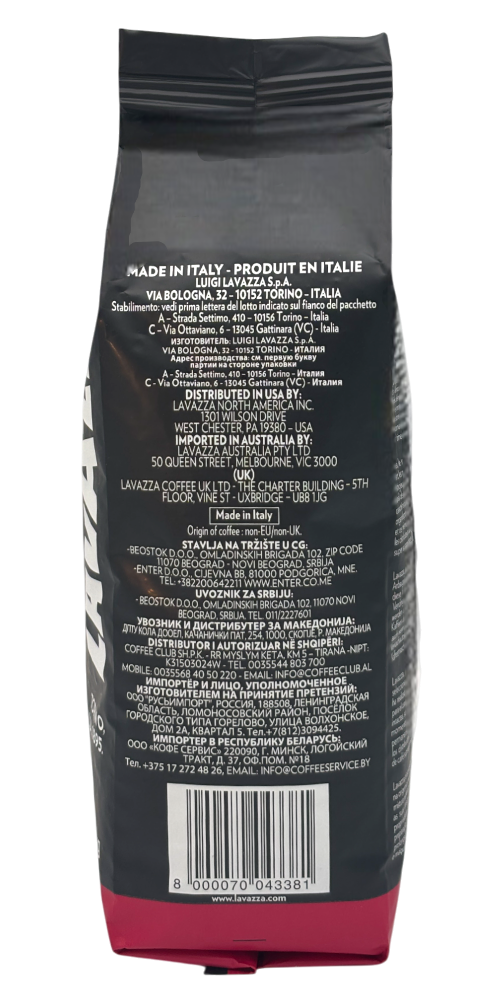 MADE IN ITALY - PRODUIT EN ITALIE
LUIGI LAVAZZA S.p.A.
VIA BOLOGNA, 32 - 10152 TORINO - ITALIA
Stabilimento: vedi prima lettera del lotto indicato sul fianco del pacchetto
A - Strada Settimo, 410 - 10156 Torino - Italia
C - Via Ottaviano, 6 - 13045 Gattinara (VC) - Italia
ИЗГОТОВИТЕЛЬ: LUIGI LAVAZZA S.p.A.
VIA BOLOGNA, 32 - 10152 TORINO - ИТАЛИЯ
Адрес производства: см. первую букву
партии на стороне упаковки
A - Strada Settimo, 410 - 10156 Torino - Италия
C - Via Ottaviano, 6 - 13045 Gattinara (VC) - Италия
DISTRIBUTED IN USA BY:
LAVAZZA NORTH AMERICA INC.
1301 WILSON DRIVE
WEST CHESTER, PA 19380 - USA
IMPORTED IN AUSTRALIA BY:
LAVAZZA AUSTRALIA PTY LTD
50 QUEEN STREET, MELBOURNE, VIC 3000
(UK)
LAVAZZA COFFEE UK LTD - THE CHARTER BUILDING - 5TH
FLOOR, VINE ST - UXBRIDGE - UB8 1JG
Made in Italy
Origin of coffee: non-EU/non-UK.
STAVLJA NA TRŽIŠTE U CG:
-BEOSTOK D.O.O., OMLADINSKIH BRIGADA 102, ZIP CODE
11070 BEOGRAD - NOVI BEOGRAD, SRBIJA
-ENTER D.O.O., CIJEVNA BB, 81000 PODGORICA, MNE.
TEL: +38220064221 WWW.ENTER.CO.ME
UVOZNIK ZA SRBIJU:
- BEOSTOK D.O.O., OMLADINSKIH BRIGADA 102, 11070 NOVI
BEOGRAD, SRBIJA. TEL. 011/2227601
УВОЗНИК И ДИСТРИБУТЕР ЗА МАКЕДОНИЈА:
ДПТУ КОЛА ДООЕЛ, КАЧАНИЧКИ ПАТ, 254, 1000, СКОПЈЕ, Р. МАКЕДОНИЈА
DISTRIBUTOR I AUTORIZUAR NË SHQIPËRI:
COFFEE CLUB SH.P.K. - RR MYSLYM KETA, KM 5 - TIRANA -NIPT:
K31503024W - TEL. 0035544 803 700
MOBILE: 0035568 40 50 220 - EMAIL: INFO@COFFEECLUB.AL
ИМПОРТЁР И ЛИЦО, УПОЛНОМОЧЕННОЕ
ИЗГОТОВИТЕЛЕМ НА ПРИНЯТИЕ ПРЕТЕНЗИЙ:
ООО "РУСЬИМПОРТ", РОССИЯ, 188508, ЛЕНИНГРАДСКАЯ
ОБЛАСТЬ, ЛОМОНОСОВСКИЙ РАЙОН, ПОСЁЛОК
ГОРОДСКОГО ТИПА ГОРЕЛОВО, УЛИЦА ВОЛХОНСКОЕ,
ДОМ 2А, КВАРТАЛ 5. Тел.+7(812)3094425.
ИМПОРТЕР В РЕСПУБЛИКУ БЕЛАРУСЬ:
ООО «КОФЕ СЕРВИС» 220090, Г. МИНСК, ЛОГОЙСКИЙ
ТРАКТ, Д. 37, ОФ.ПОМ. №18
Тел. +375 17 272 48 26, EMAIL: INFO@COFFEESERVICE.BY
8 000070 043381
www.lavazza.com
LAVAZZA